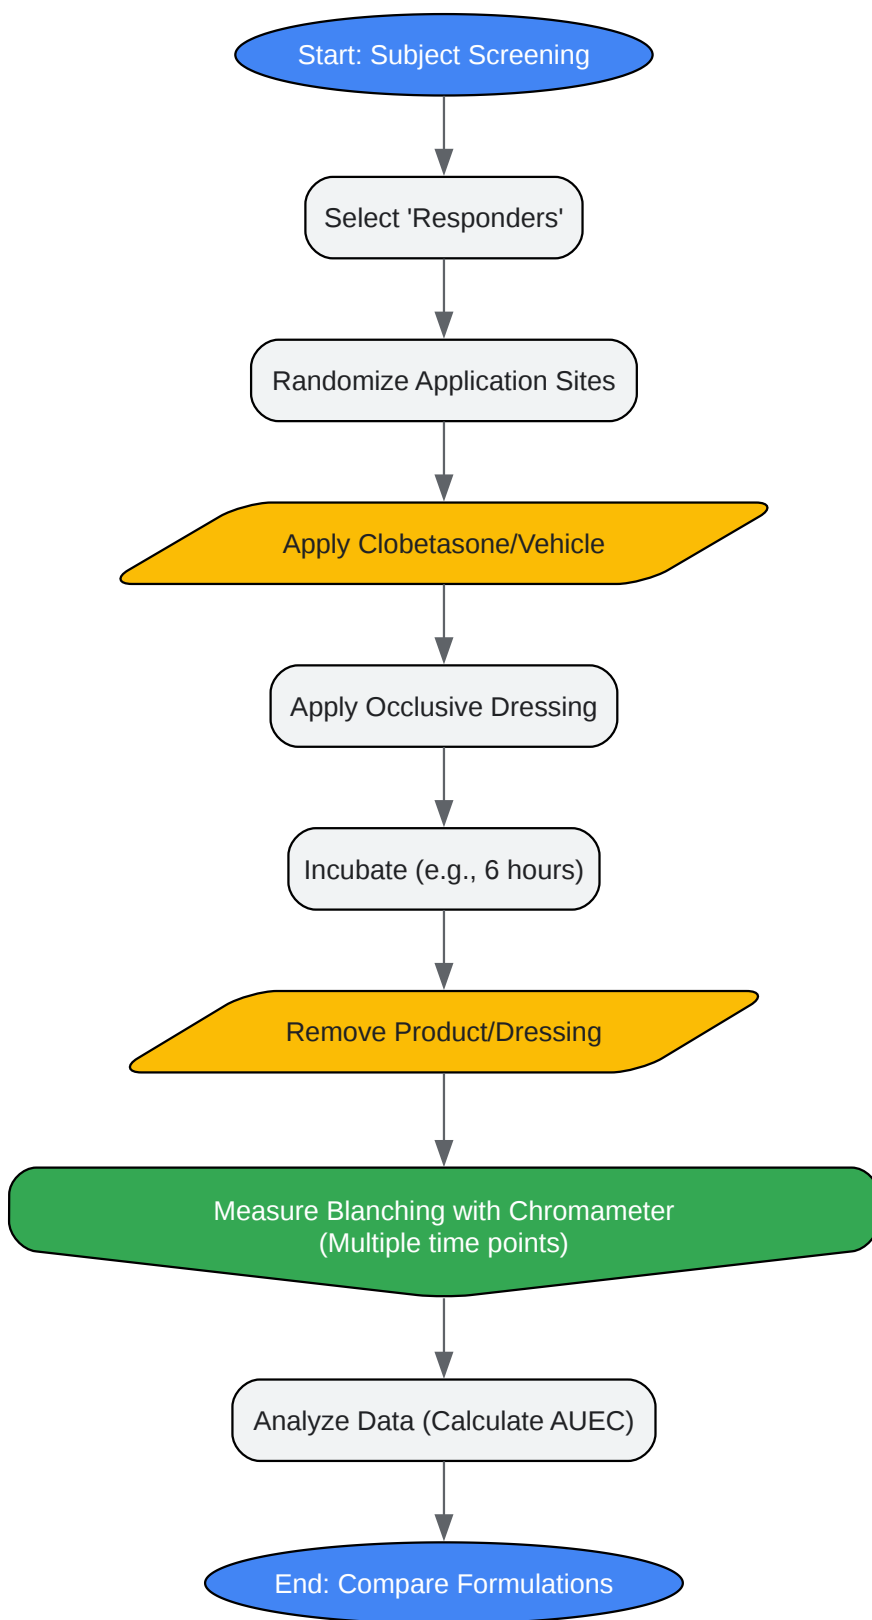 Start: Subject Screening
Select 'Responders'
Randomize Application Sites
Apply Clobetasone/Vehicle
Apply Occlusive Dressing
Incubate (e.g., 6 hours)
Remove Product/Dressing
Measure Blanching with Chromameter
(Multiple time points)
Analyze Data (Calculate AUEC)
End: Compare Formulations